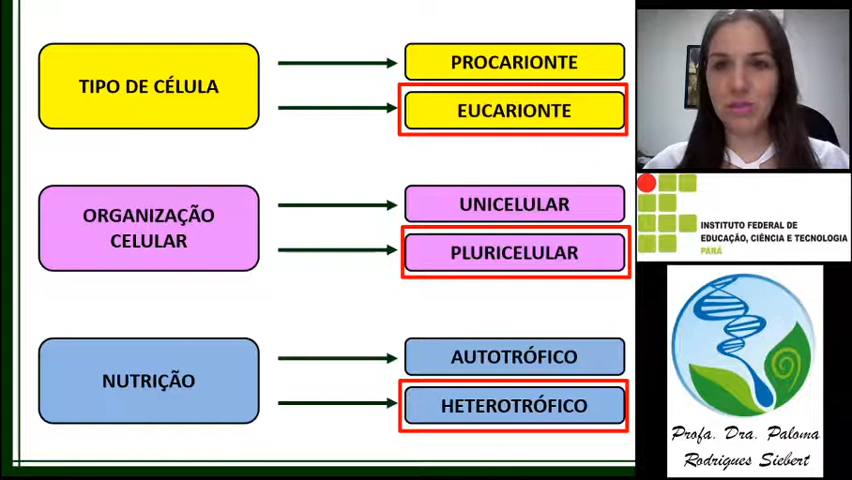 TIPO DE CÉLULA
PROCARIONTE
EUCARIONTE
ORGANIZAÇÃO
CELULAR
UNICELULAR
PLURICELULAR
NUTRIÇÃO
AUTOTRÓFICO
HETEROTRÓFICO
INSTITUTO FEDERAL DE
EDUCAÇÃO, CIÊNCIA E TECNOLOGIA
PARÁ
Profa. Dra. Paloma
Rodrigues Siebert